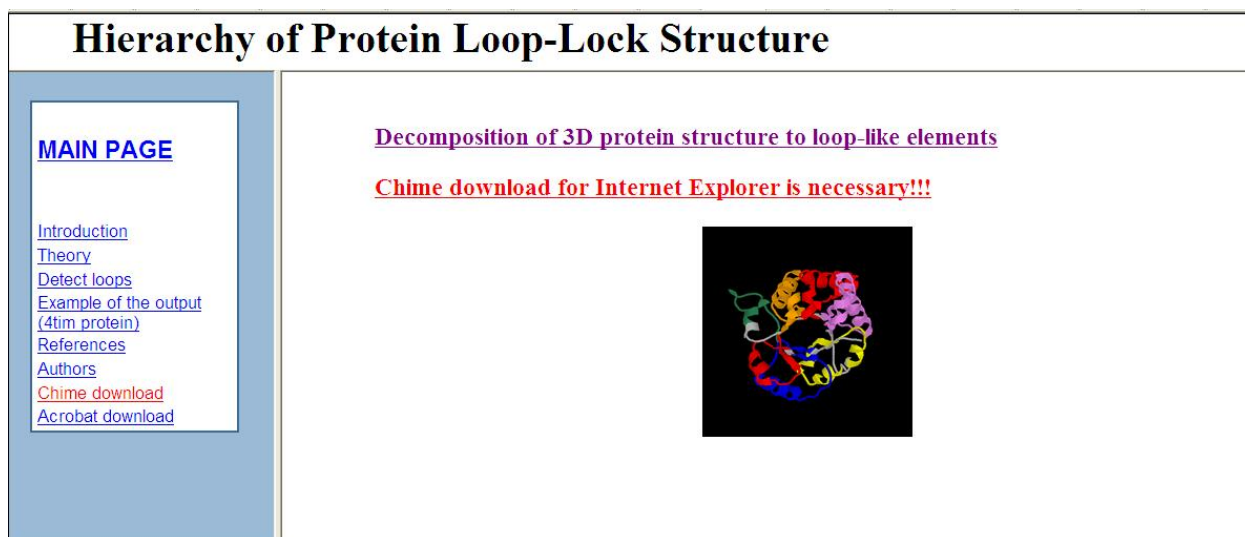 Hierarchy of Protein Loop-Lock Structure
MAIN PAGE
Introduction
Theory
Detect loops
Example of the output
(4tim protein)
References
Authors
Chime download
Acrobat download
Decomposition of 3D protein structure to loop-like elements
Chime download for Internet Explorer is necessary!!!